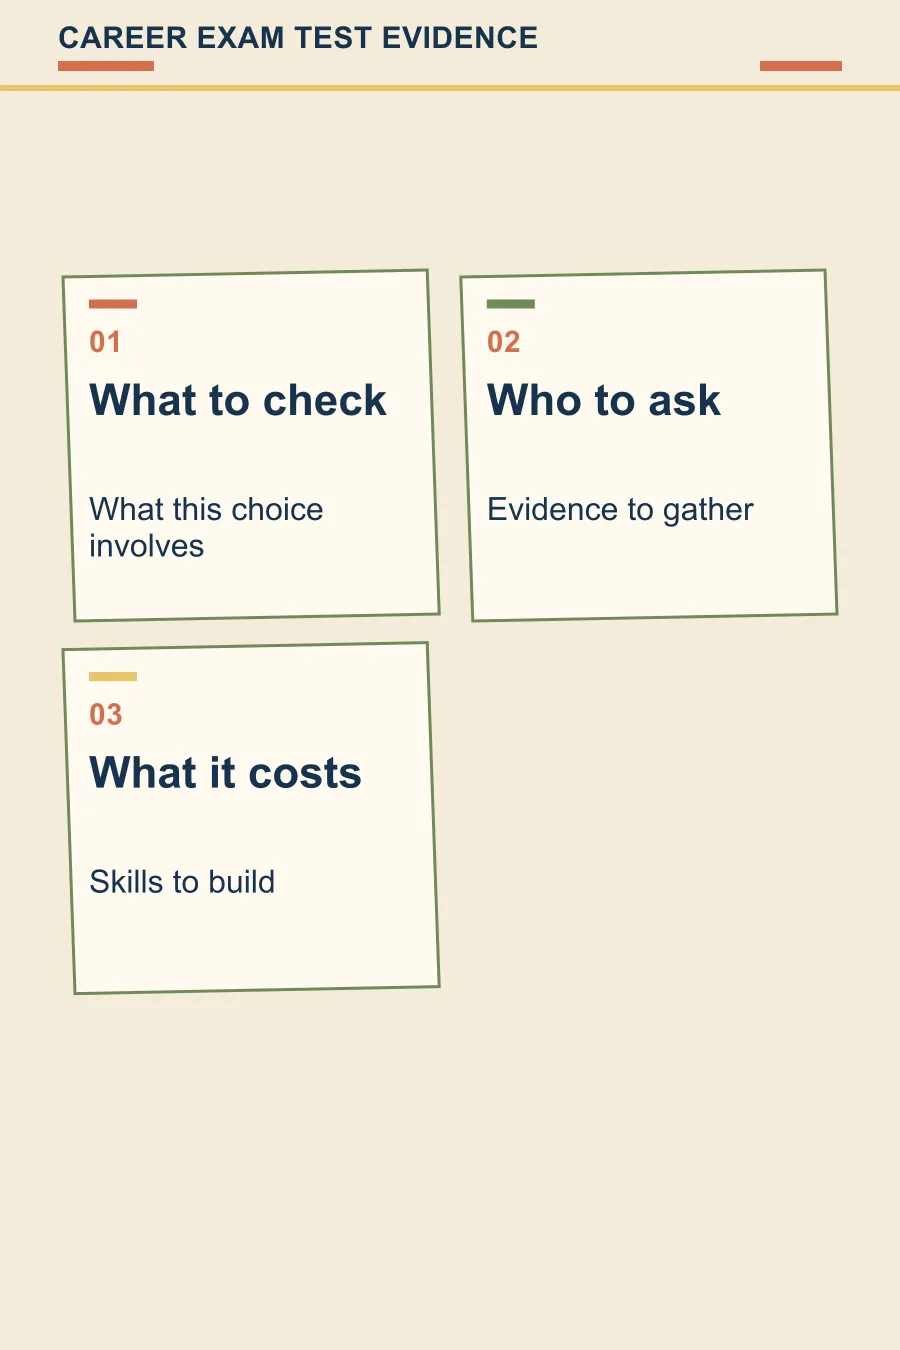 CAREER EXAM TEST EVIDENCE
01
What to check
What this choice
involves
02
Who to ask
Evidence to gather
03
What it costs
Skills to build